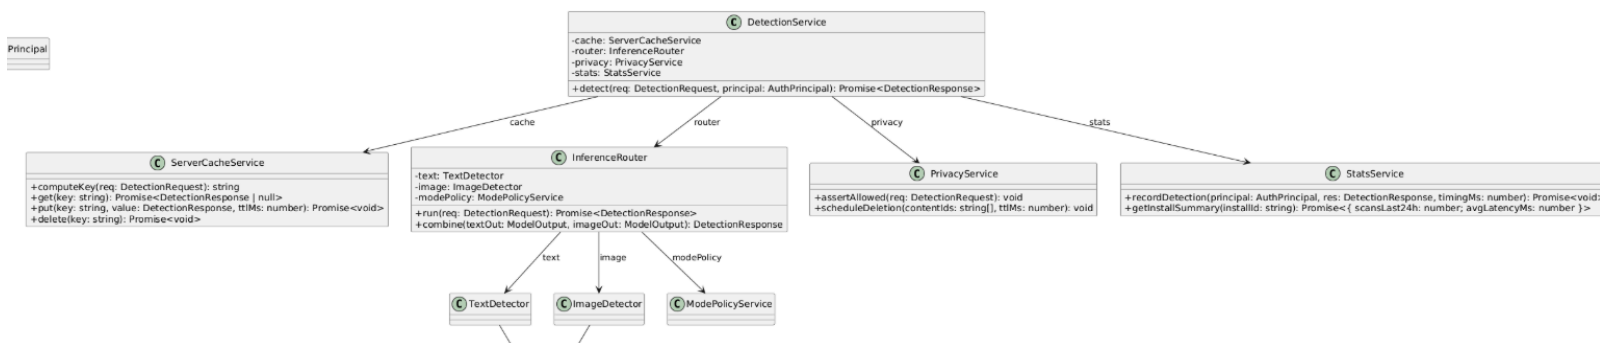 Principal
C DetectionService
-cache: ServerCacheService
-router: InferenceRouter
-privacy: PrivacyService
-stats: StatsService
+detect(req: DetectionRequest, principal: AuthPrincipal): Promise<DetectionResponse>
cache
router
privacy
stats
C ServerCacheService
+computeKey(req: DetectionRequest): string
+get(key: string): Promise<DetectionResponse | null>
+put(key: string, value: DetectionResponse, ttlMs: number): Promise<void>
+delete(key: string): Promise<void>
C InferenceRouter
-text: TextDetector
-image: ImageDetector
-modePolicy: ModePolicyService
+run(req: DetectionRequest): Promise<DetectionResponse>
+combine(textOut: ModelOutput, imageOut: ModelOutput): DetectionResponse
C PrivacyService
+assertAllowed(req: DetectionRequest): void
+scheduleDeletion(contentIds: string[], ttlMs: number): void
C StatsService
+recordDetection(principal: AuthPrincipal, res: DetectionResponse, timingMs: number): Promise<void>
+getInstallSummary(installId: string): Promise<{ scansLast24h: number; avgLatencyMs: number }>
text
image
modePolicy
C TextDetector
C ImageDetector
C ModePolicyService